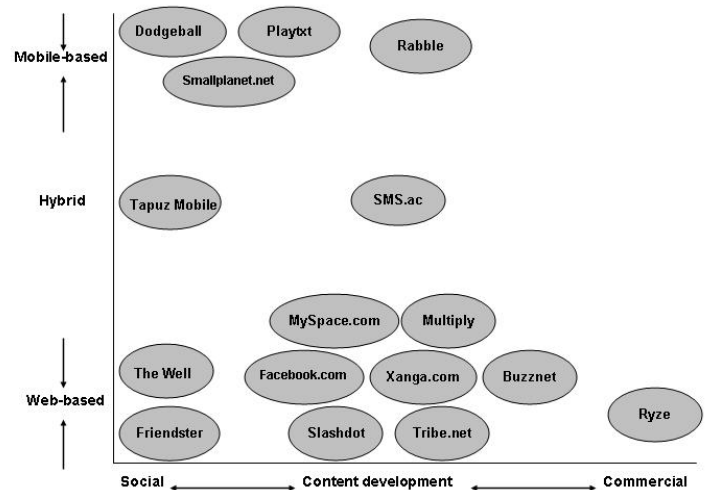 Dodgeball
Playtxt
Rabble
Mobile-based
Smallplanet.net
Hybrid
Tapuz Mobile
SMS.ac
MySpace.com
Multiply
The Well
Facebook.com
Xanga.com
Buzznet
Web-based
Ryze
Friendster
Slashdot
Tribe.net
Social
Content development
Commercial